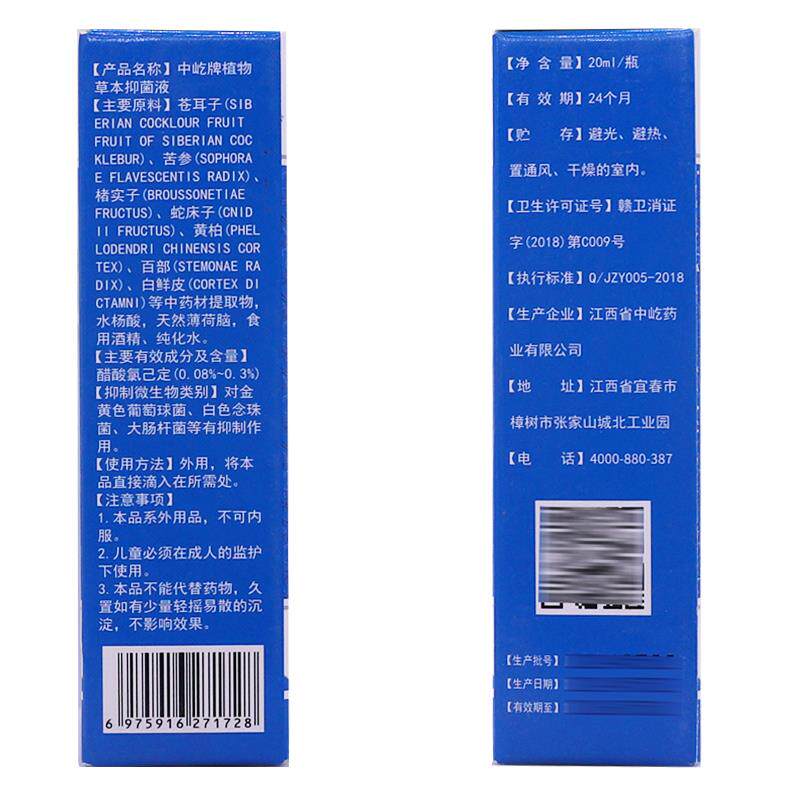 【产品名称】中屹牌植物
草本抑菌液
【主要原料】苍耳子(SIB
ERIAN COCKLOUR FRUIT
FRUIT OF SIBERIAN COC
KLEBUR)、苦参(SOPHORA
E FLAVESCENTIS RADIX)、
楮实子(BROUSSONETIAE
FRUCTUS)、蛇床子(CNID
II FRUCTUS)、黄柏(PHEL
LODENDRI CHINENSIS COR
TEX)、百部(STEMONAE RA
DIX)、白鲜皮(CORTEX DI
CTAMNI)等中药材提取物，
水杨酸，天然薄荷脑，食
用酒精、纯化水。
【主要有效成分及含量】
醋酸氯己定(0.08%~0.3%)
【抑制微生物类别】对金
黄色葡萄球菌、白色念珠
菌、大肠杆菌等有抑制作
用。
【使用方法】外用，将本
品直接滴入在所需处。
【注意事项】
1.本品系外用品，不可内
服。
2.儿童必须在成人的监护
下使用。
3.本品不能代替药物，久
置如有少量轻摇易散的沉
淀，不影响效果。
6 975916 271728
【净含量】20ml/瓶
【有效期】24个月
【贮存】避光、避热、
置通风、干燥的室内。
【卫生许可证号】赣卫消证
字(2018)第C009号
【执行标准】Q/JZY005-2018
【生产企业】江西省中屹药
业有限公司
【地址】江西省宜春市
樟树市张家山城北工业园
【电话】4000-880-387
【生产批号】
【生产日期】
【有效期至】